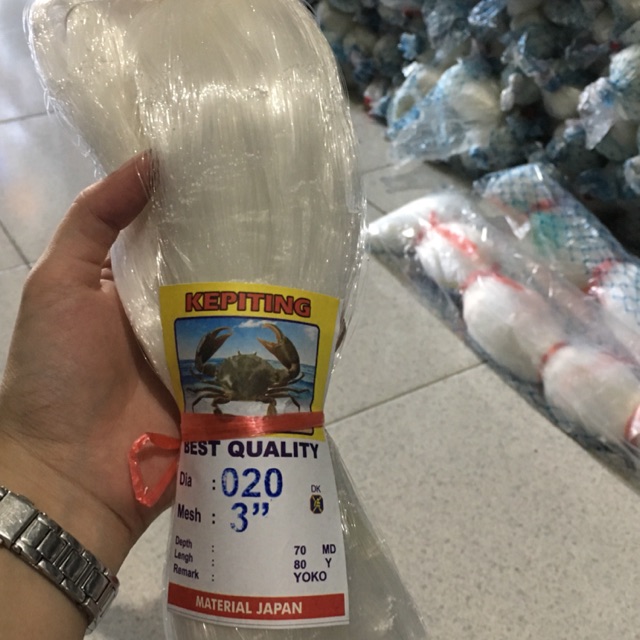 KEPITING
BEST QUALITY
Dia : 020
DK
Mesh : 3”
Depth : 70 MD
Lengh : 80 Y
Remark : YOKO
MATERIAL JAPAN